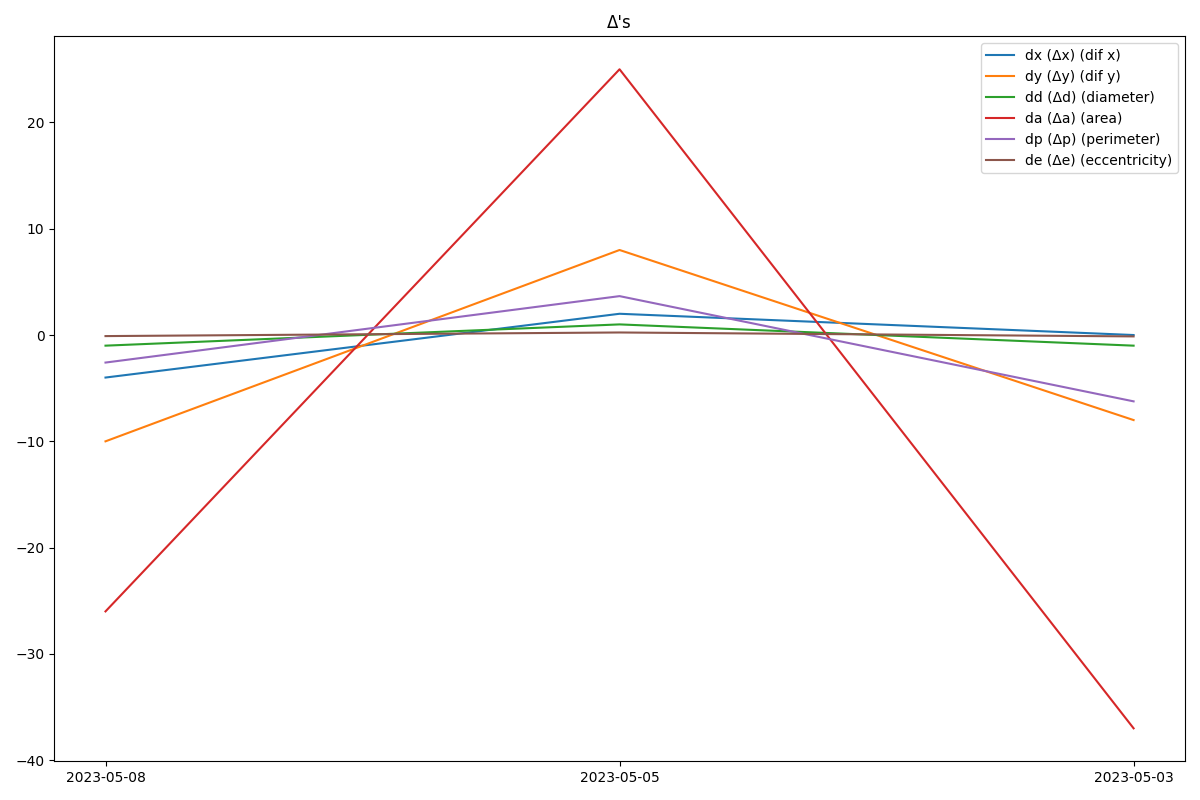 Δ's
dx (Δx) (dif x)
dy (Δy) (dif y)
dd (Δd) (diameter)
da (Δa) (area)
dp (Δp) (perimeter)
de (Δe) (eccentricity)
20
10
0
−10
−20
−30
−40
2023-05-08 2023-05-05 2023-05-03